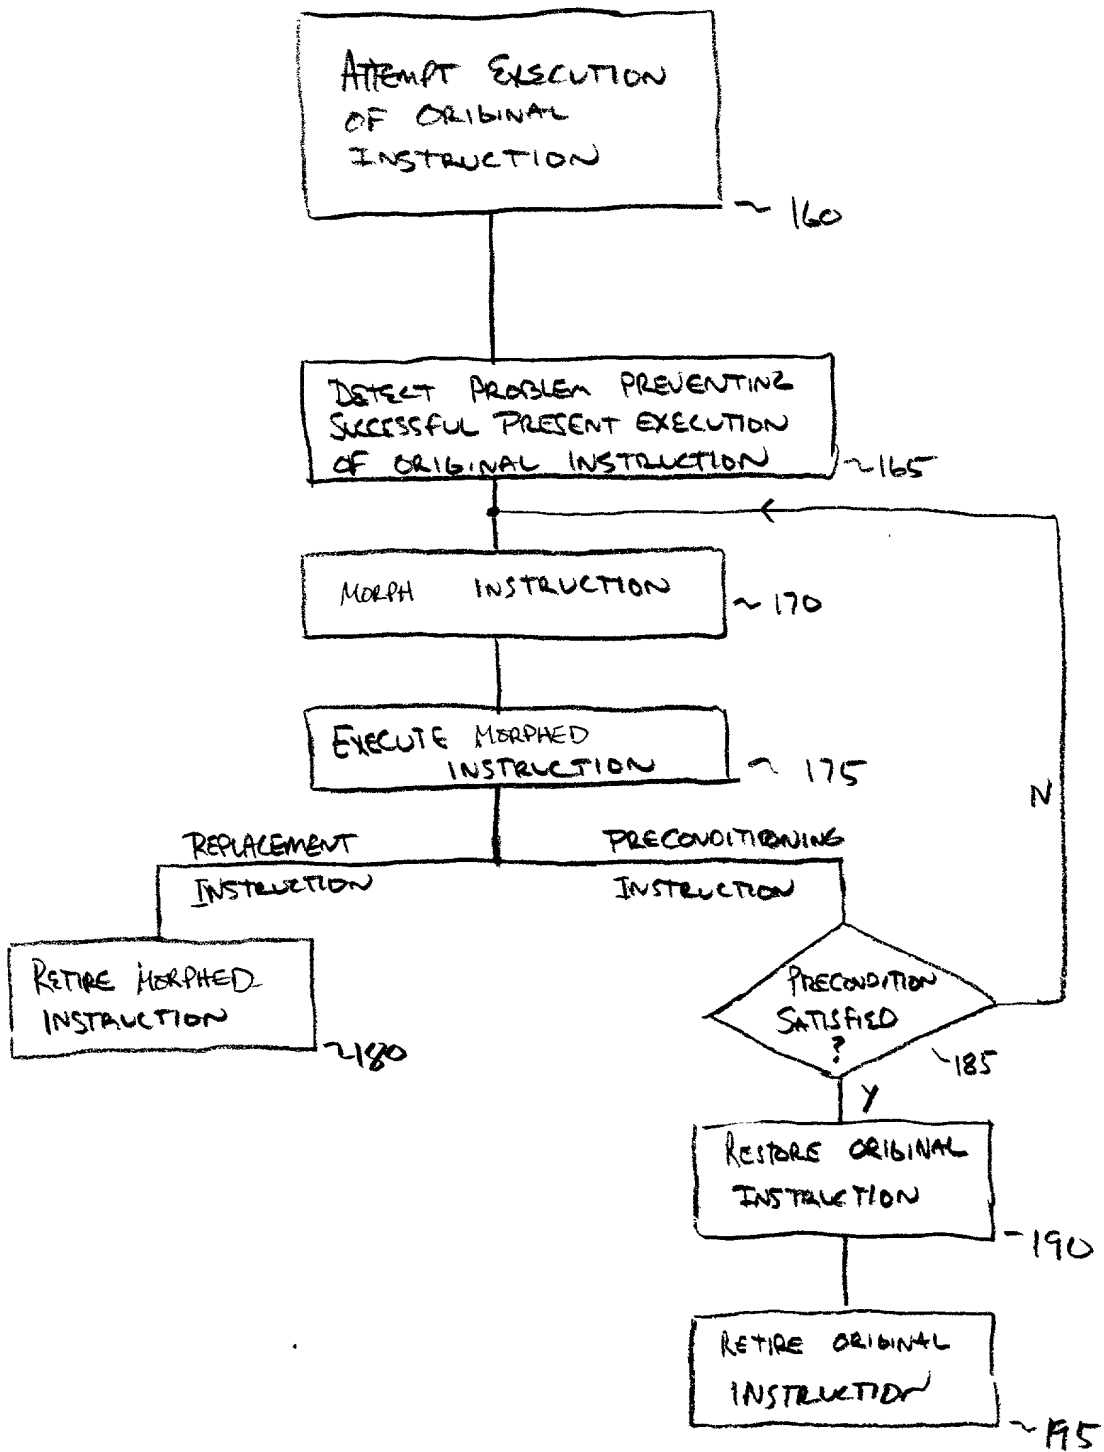 ATTEMPT EXECUTION
OF ORIGINAL
INSTRUCTION
160
DETECT PROBLEM PREVENTING
SUCCESSFUL PRESENT EXECUTION
OF ORIGINAL INSTRUCTION
165
MORPH INSTRUCTION
170
EXECUTE MORPHED
INSTRUCTION
175
N
REPLACEMENT
INSTRUCTION
PRECONDITIONING
INSTRUCTION
RETIRE MORPHED
INSTRUCTION
180
PRECONDITION
SATISFIED
?
185
Y
RESTORE ORIGINAL
INSTRUCTION
190
RETIRE ORIGINAL
INSTRUCTION
195